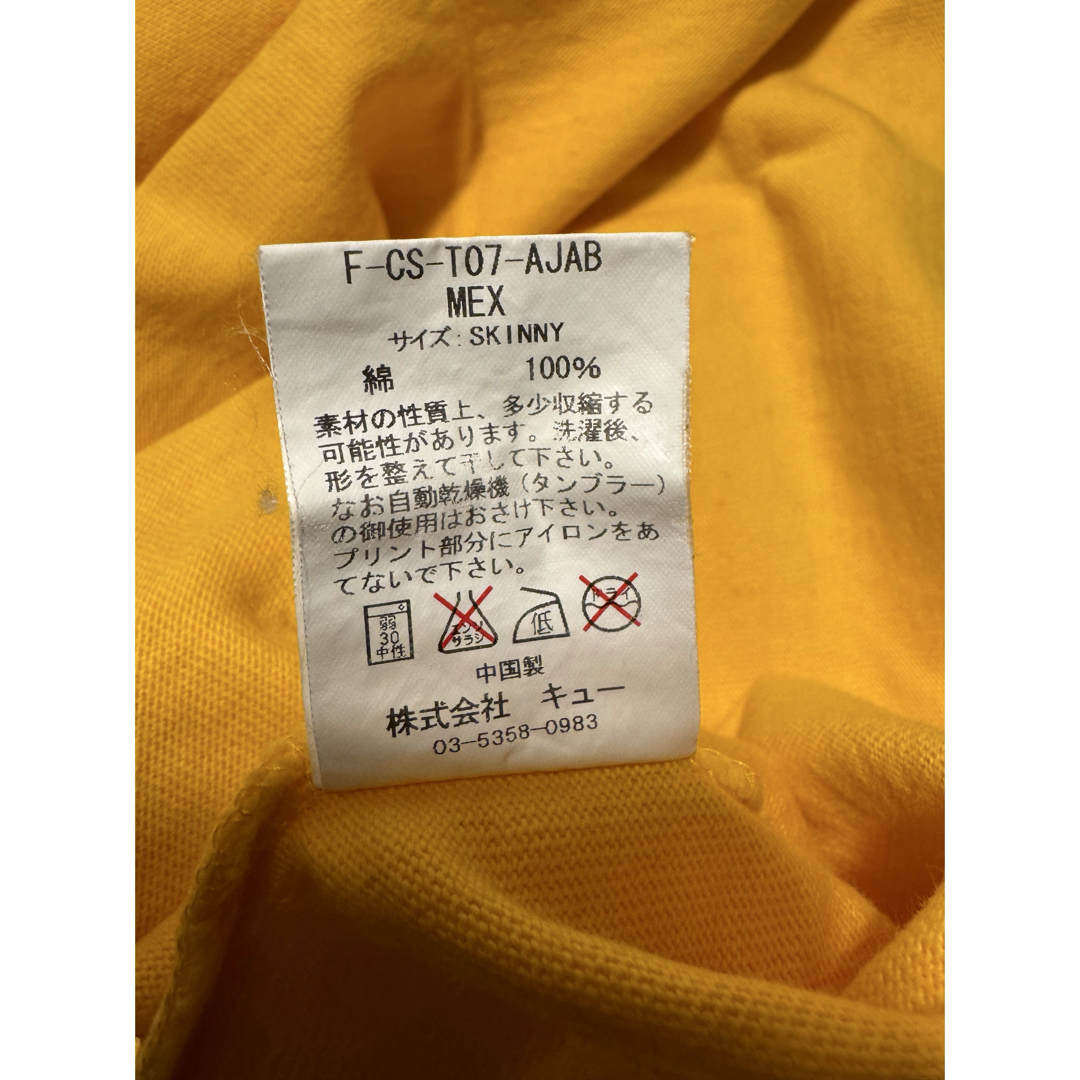 F-CS-T07-AJAB
MEX
サイズ:SKINNY
綿 100%
素材の性質上、多少収縮する
可能性があります。洗濯後、
形を整えて干して下さい。
なお自動乾燥機(タンブラー)
の御使用はおさけ下さい。
プリント部分にアイロンをあ
てないで下さい。
弱
30
中性
エンソ
サラシ
低
ドライ
中国製
株式会社 キュー
03-5358-0983